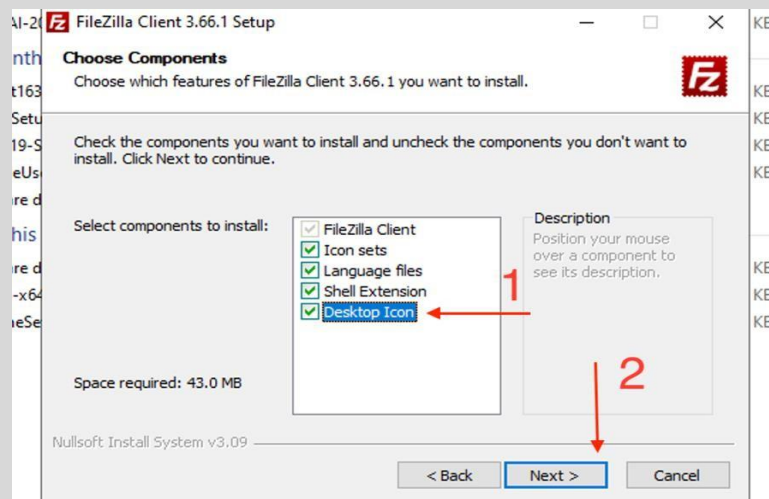 FileZilla Client 3.66.1 Setup
Choose Components
Choose which features of FileZilla Client 3.66.1 you want to install.
Fz
Check the components you want to install and uncheck the components you don't want to
install. Click Next to continue.
Select components to install:
FileZilla Client
Icon sets
Language files
Shell Extension
Desktop Icon
Description
Position your mouse
over a component to
see its description.
1
2
Space required: 43.0 MB
Nullsoft Install System v3.09
< Back
Next >
Cancel